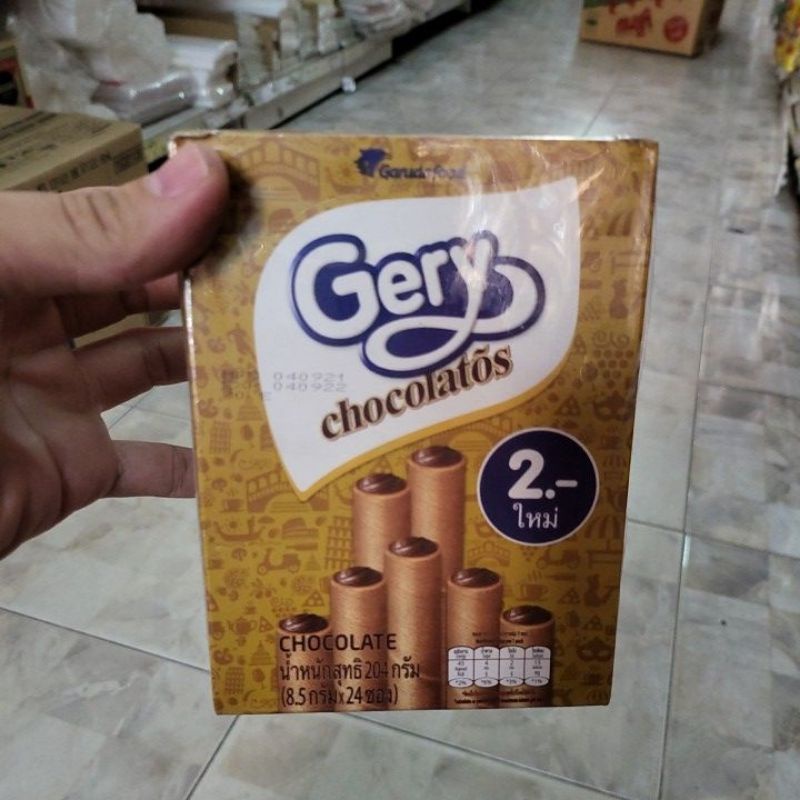 Garudafood
Gery
chocolatõs
040921
040922
2.-
ใหม่
CHOCOLATE
น้ำหนักสุทธิ 204 กรัม
(8.5 กรัม x 24 ซอง)